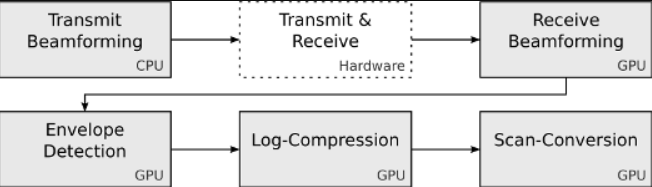 Transmit
Beamforming
CPU
Transmit &
Receive
Hardware
Receive
Beamforming
GPU
Envelope
Detection
GPU
Log-Compression
GPU
Scan-Conversion
GPU